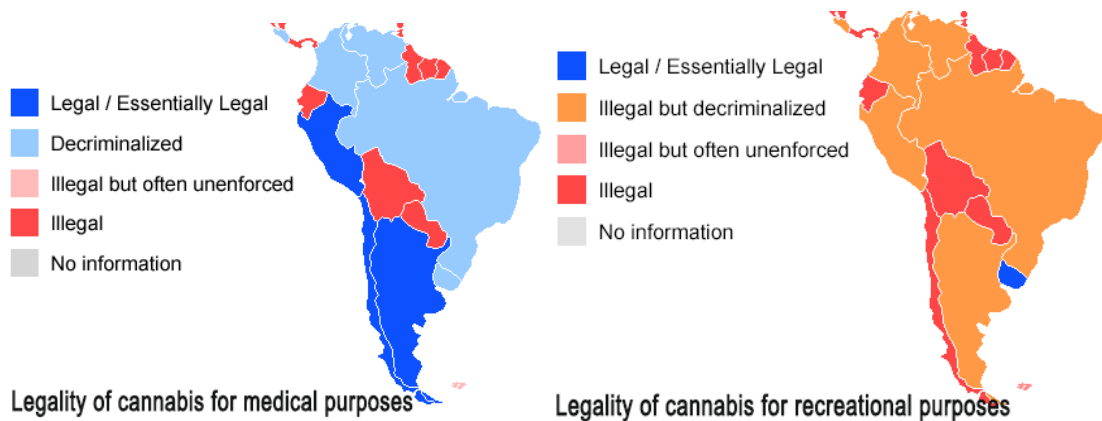 Legal / Essentially Legal
Decriminalized
Illegal but often unenforced
Illegal
No information
Legality of cannabis for medical purposes
Legal / Essentially Legal
Illegal but decriminalized
Illegal but often unenforced
Illegal
No information
Legality of cannabis for recreational purposes